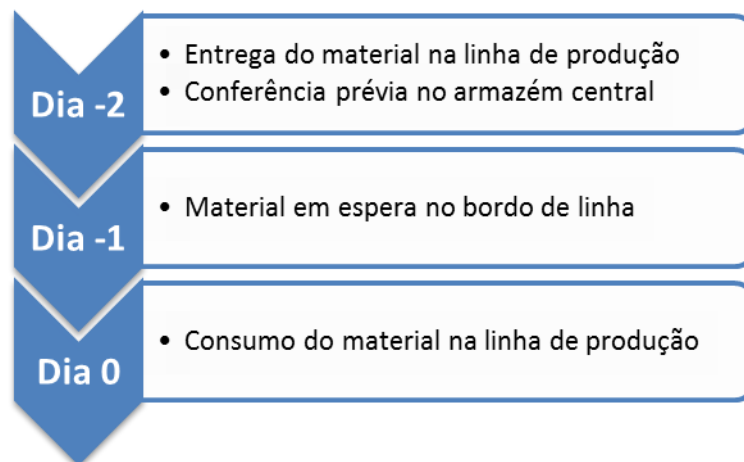 Dia -2
• Entrega do material na linha de produção
• Conferência prévia no armazém central
Dia -1
• Material em espera no bordo de linha
Dia 0
• Consumo do material na linha de produção